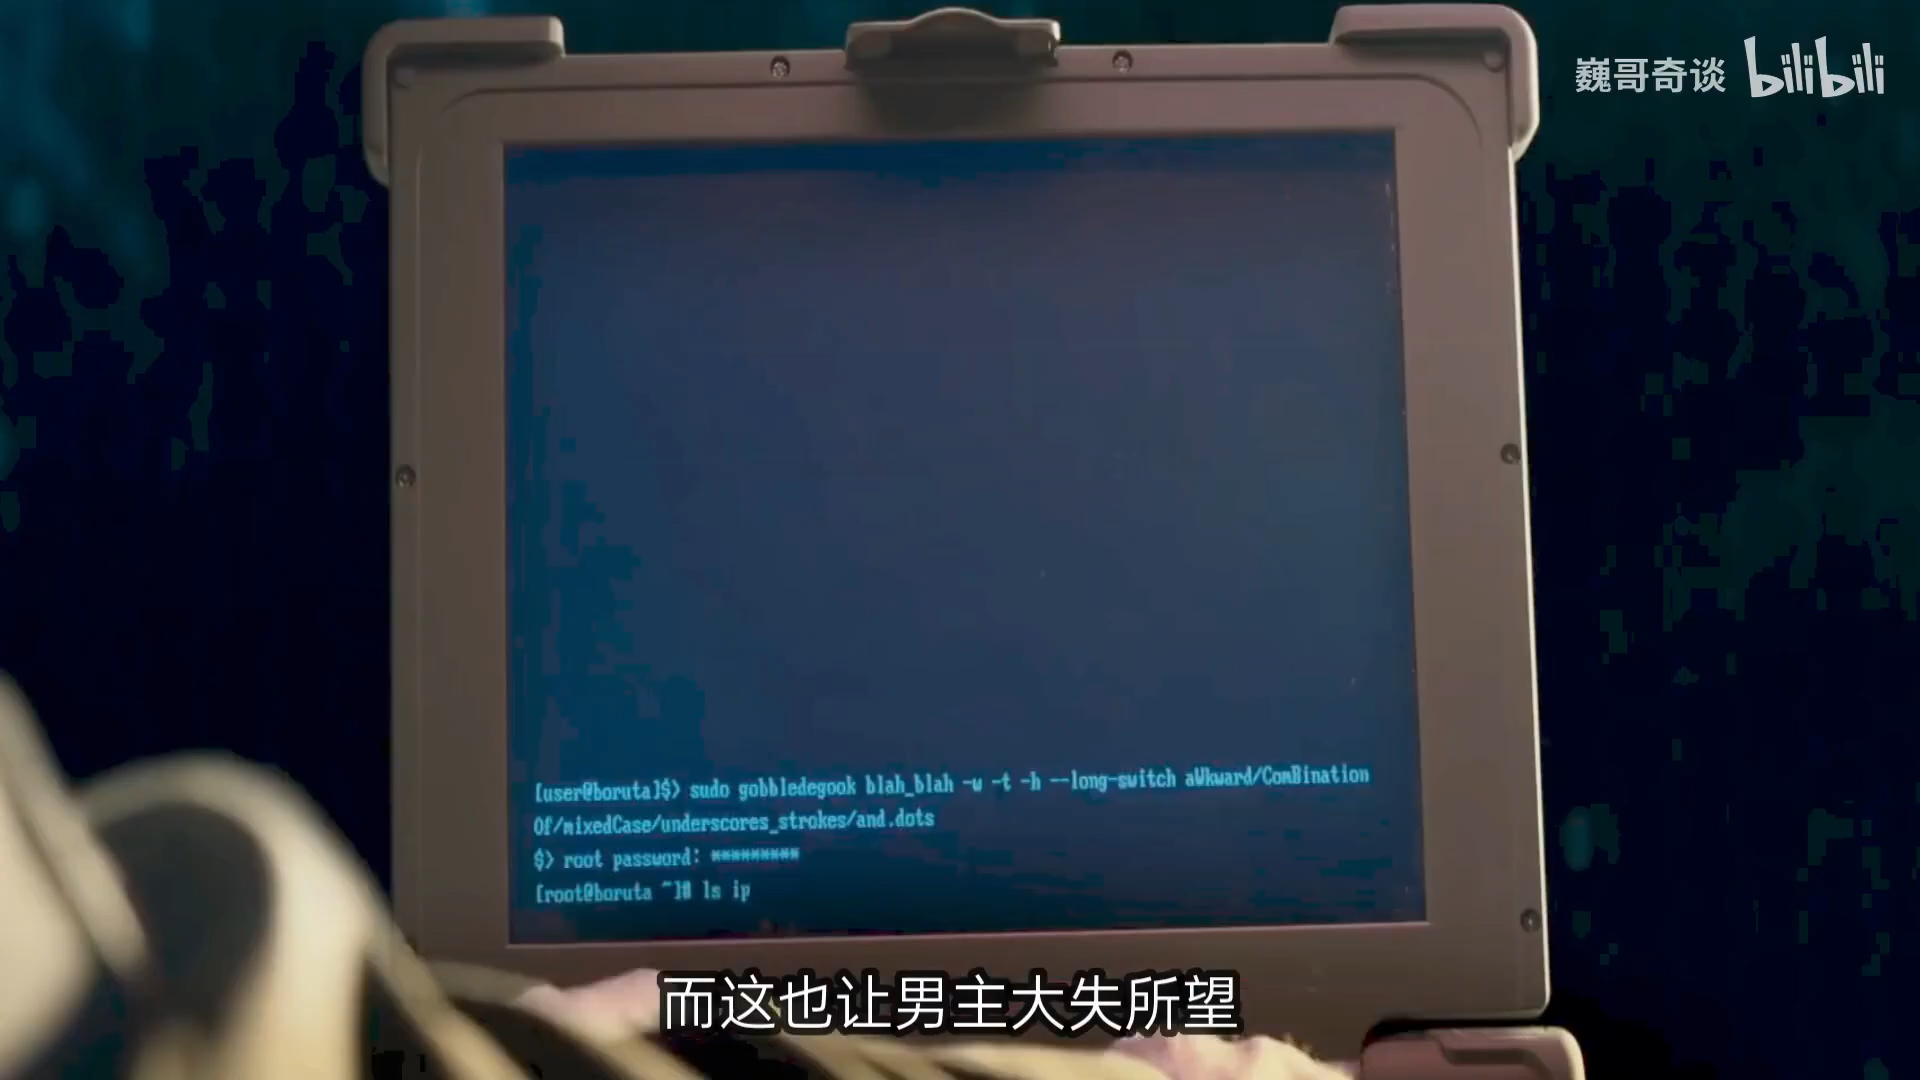 巍哥奇谈 bilibili
[user@boruta]$> sudo gobbledegook blah_blah -w -t -h --long-switch aWkward/ComBination
Of/mixedCase/underscores_strokes/and.dots
$> root password: *********
[root@boruta ~]# ls ip
而这也让男主大失所望